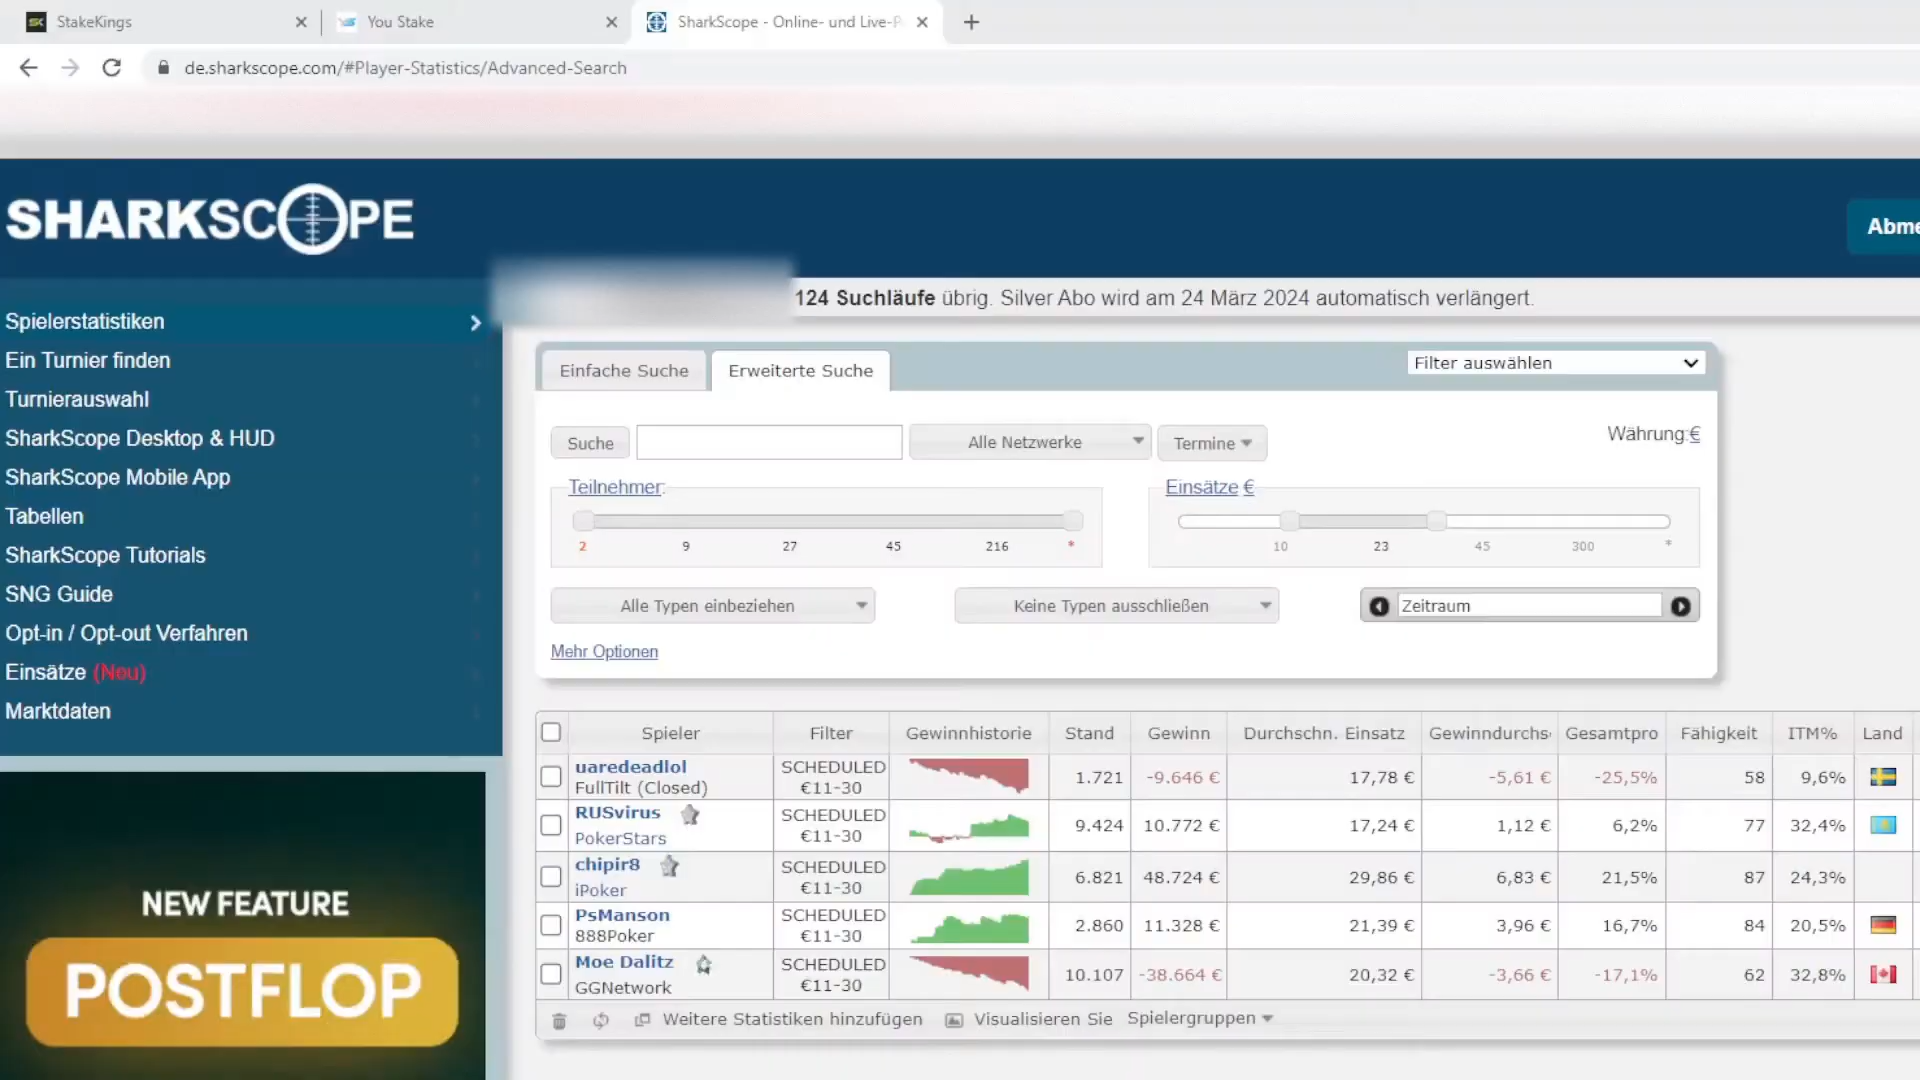 StakeKings
You Stake
SharkScope - Online- und Live-P
de.sharkscope.com/#Player-Statistics/Advanced-Search
SHARKSCOPE
Abme
124 Suchläufe übrig. Silver Abo wird am 24 März 2024 automatisch verlängert.
Spielerstatistiken
Ein Turnier finden
Turnierauswahl
SharkScope Desktop & HUD
SharkScope Mobile App
Tabellen
SharkScope Tutorials
SNG Guide
Opt-in / Opt-out Verfahren
Einsätze (Neu)
Marktdaten
NEW FEATURE
POSTFLOP
Einfache Suche
Erweiterte Suche
Filter auswählen
Suche
Alle Netzwerke
Termine
Währung:€
Teilnehmer:
2 9 27 45 216 *
Einsätze €
10 23 45 300 *
Alle Typen einbeziehen
Keine Typen ausschließen
Zeitraum
Mehr Optionen
Spieler Filter Gewinnhistorie Stand Gewinn Durchschn. Einsatz Gewinndurchs Gesamtpro Fähigkeit ITM% Land
uaredeadlol SCHEDULED 1.721 -9.646 € 17,78 € -5,61 € -25,5% 58 9,6%
FullTilt (Closed) €11-30
RUSvirus SCHEDULED 9.424 10.772 € 17,24 € 1,12 € 6,2% 77 32,4%
PokerStars €11-30
chipir8 SCHEDULED 6.821 48.724 € 29,86 € 6,83 € 21,5% 87 24,3%
iPoker €11-30
PsManson SCHEDULED 2.860 11.328 € 21,39 € 3,96 € 16,7% 84 20,5%
888Poker €11-30
Moe Dalitz SCHEDULED 10.107 -38.664 € 20,32 € -3,66 € -17,1% 62 32,8%
GGNetwork €11-30
Weitere Statistiken hinzufügen Visualisieren Sie Spielergruppen